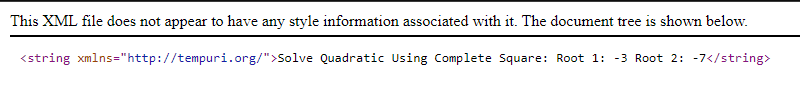 This XML file does not appear to have any style information associated with it. The document tree is shown below.
<string xmlns="http://tempuri.org/">Solve Quadratic Using Complete Square: Root 1: -3 Root 2: -7</string>